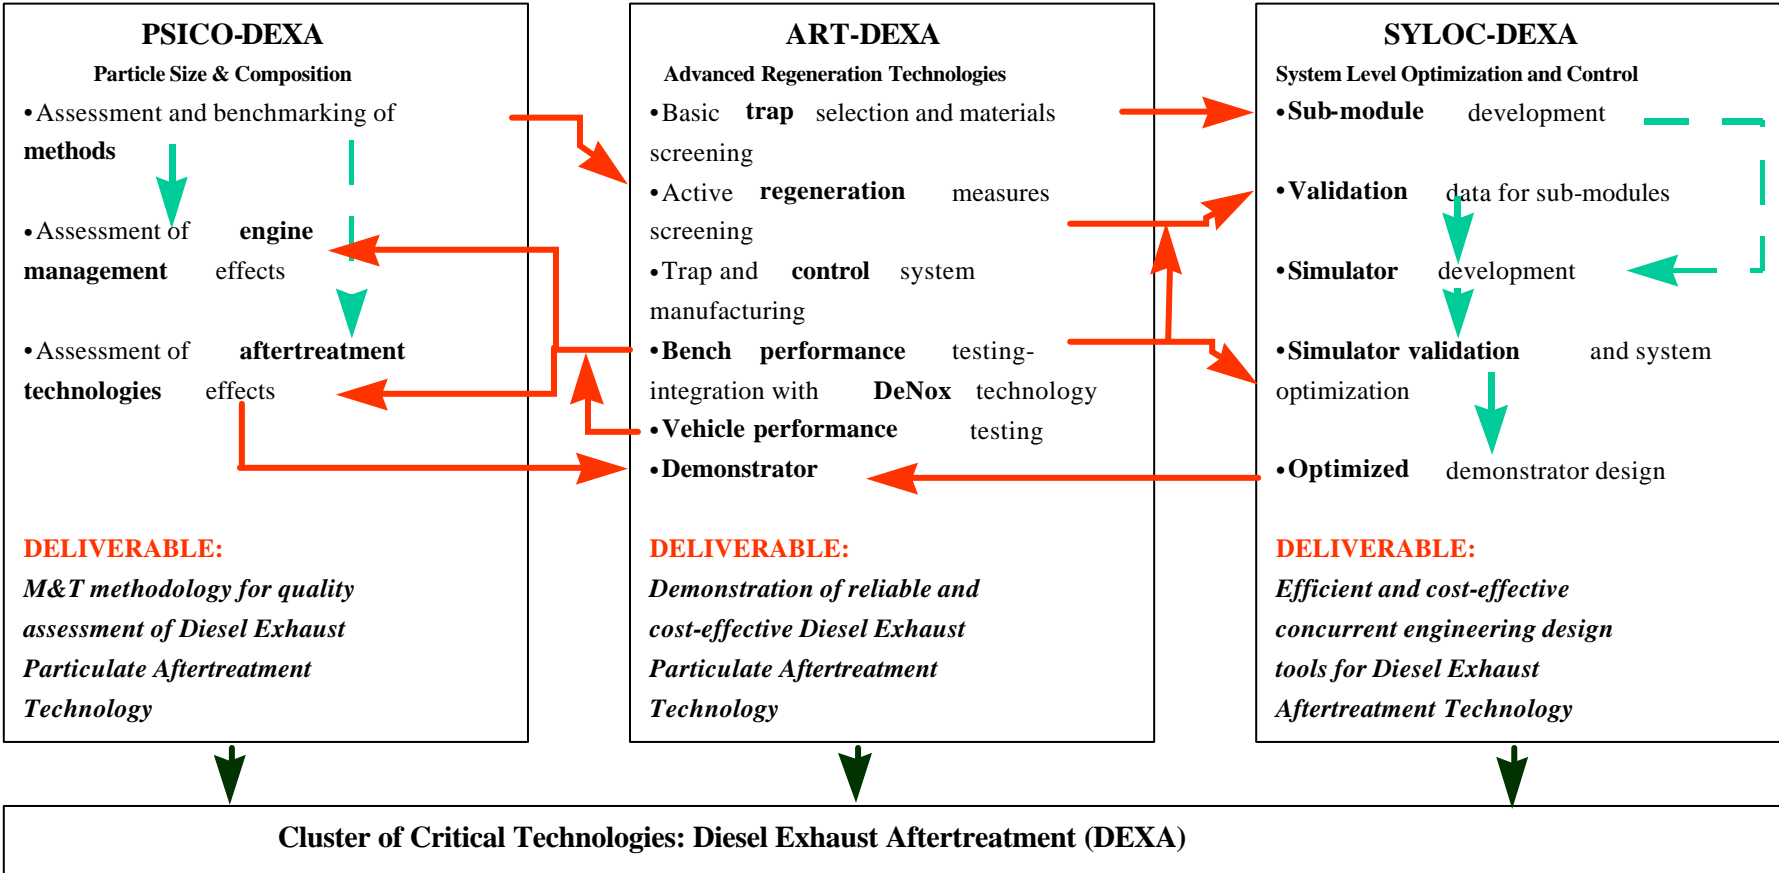 PSICO-DEXA
Particle Size & Composition
•Assessment and benchmarking of
methods
•Assessment of engine
management effects
•Assessment of aftertreatment
technologies effects
DELIVERABLE:
M&T methodology for quality
assessment of Diesel Exhaust
Particulate Aftertreatment
Technology
ART-DEXA
Advanced Regeneration Technologies
•Basic trap selection and materials
screening
•Active regeneration measures
screening
•Trap and control system
manufacturing
•Bench performance testing-
integration with DeNox technology
•Vehicle performance testing
•Demonstrator
DELIVERABLE:
Demonstration of reliable and
cost-effective Diesel Exhaust
Particulate Aftertreatment
Technology
SYLOC-DEXA
System Level Optimization and Control
•Sub-module development
•Validation data for sub-modules
•Simulator development
•Simulator validation and system
optimization
•Optimized demonstrator design
DELIVERABLE:
Efficient and cost-effective
concurrent engineering design
tools for Diesel Exhaust
Aftertreatment Technology
Cluster of Critical Technologies: Diesel Exhaust Aftertreatment (DEXA)